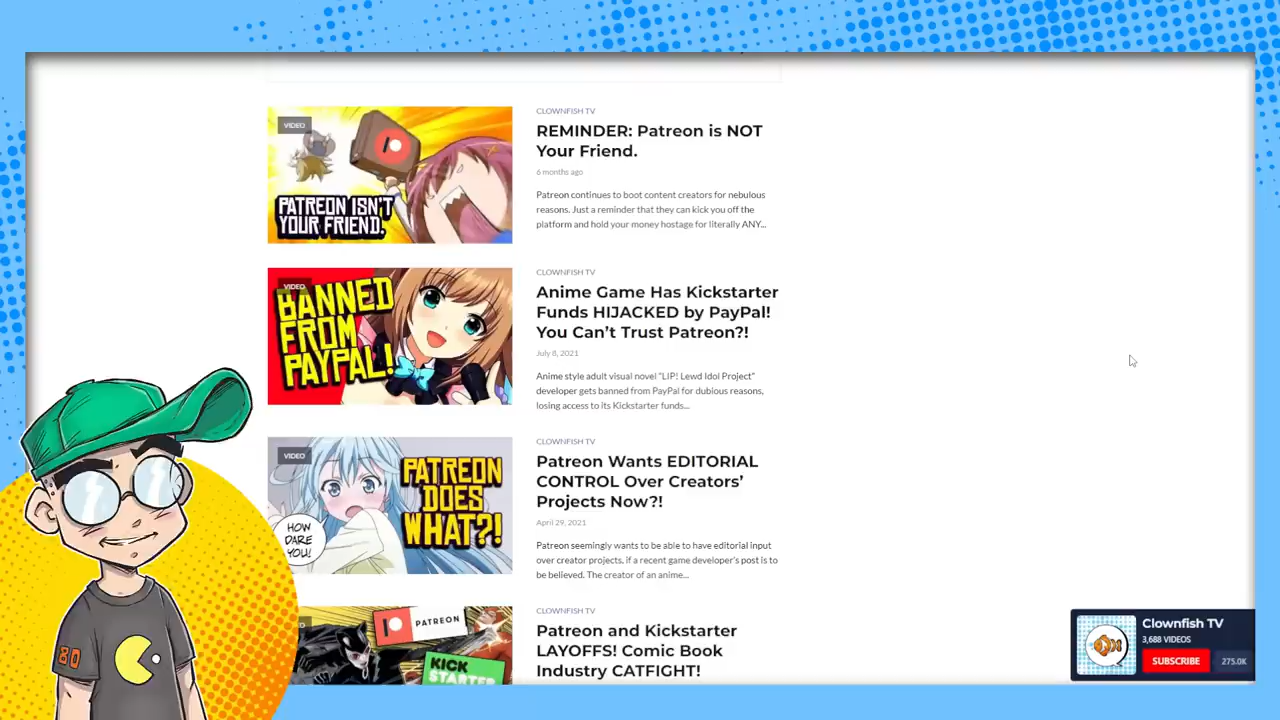 CLOWNFISH TV
VIDEO
REMINDER: Patreon is NOT
Your Friend.
6 months ago
PATREON ISN'T
YOUR FRIEND.
Patreon continues to boot content creators for nebulous
reasons. Just a reminder that they can kick you off the
platform and hold your money hostage for literally ANY...
CLOWNFISH TV
VIDEO
BANNED
FROM
PAYPAL!
Anime Game Has Kickstarter
Funds HIJACKED by PayPal!
You Can't Trust Patreon?!
July 8, 2021
Anime style adult visual novel "LIP! Lewd Idol Project"
developer gets banned from PayPal for dubious reasons,
losing access to its Kickstarter funds...
CLOWNFISH TV
VIDEO
PATREON
DOES
WHAT?!
HOW
DARE
YOU!
Patreon Wants EDITORIAL
CONTROL Over Creators'
Projects Now?!
April 29, 2021
Patreon seemingly wants to be able to have editorial input
over creator projects, if a recent game developer's post is to
be believed. The creator of an anime...
CLOWNFISH TV
PATREON
KICK
STARTER
Patreon and Kickstarter
LAYOFFS! Comic Book
Industry CATFIGHT!
80
Clownfish TV
3,688 VIDEOS
SUBSCRIBE
275.0K